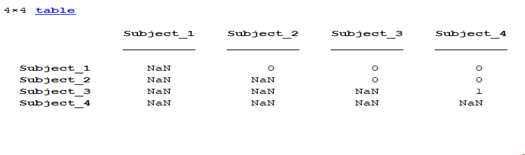 4×4 table
Subject_1 Subject_2 Subject_3 Subject_4
Subject_1 NaN 0 0 0
Subject_2 NaN NaN 0 0
Subject_3 NaN NaN NaN 1
Subject_4 NaN NaN NaN NaN